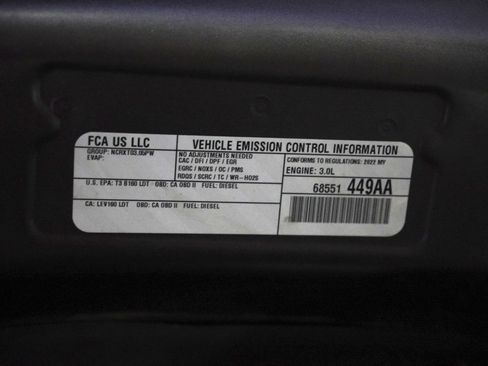 FCA US LLC
VEHICLE EMISSION CONTROL INFORMATION
GROUP: NCRXT03.05PW
EVAP:
NO ADJUSTMENTS NEEDED
CAC / DFI / DPF / EGR
EGRC / NOXS / OC / PMS
RDQS / SCRC / TC / WR-HO2S
CONFORMS TO REGULATIONS: 2022 MY
ENGINE: 3.0L
68551 449AA
U.S. EPA: T3 B160 LDT OBD: CA OBD II FUEL: DIESEL
CA: LEV160 LDT OBD: CA OBD II FUEL: DIESEL